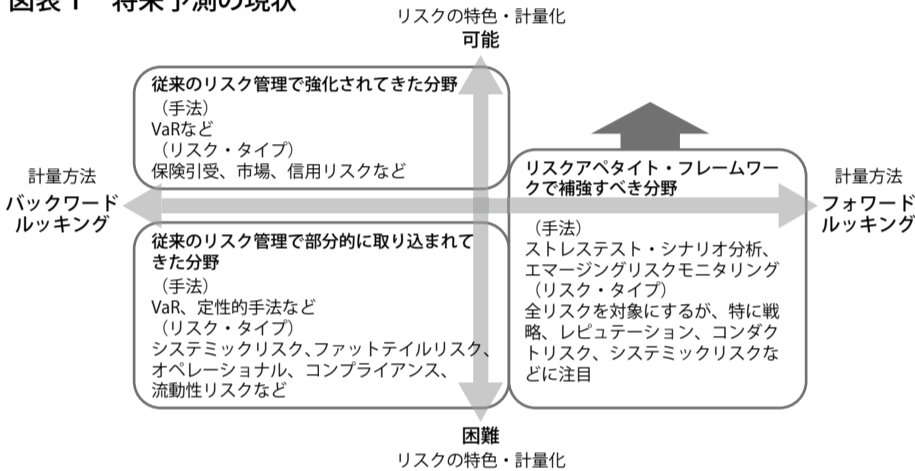 図表1 将来予測の現状
リスクの特色・計量化
可能
従来のリスク管理で強化されてきた分野
（手法）
VaRなど
（リスク・タイプ）
保険引受、市場、信用リスクなど
計量方法
バックワード
ルッキング
従来のリスク管理で部分的に取り込まれて
きた分野
（手法）
VaR、定性的手法など
（リスク・タイプ）
システミックリスク、ファットテイルリスク、
オペレーショナル、コンプライアンス、
流動性リスクなど
リスクアペタイト・フレームワー
クで補強すべき分野
（手法）
ストレステスト・シナリオ分析、
エマージングリスクモニタリング
（リスク・タイプ）
全リスクを対象にするが、特に戦
略、レピュテーション、コンダク
トリスク、システミックリスクな
どに注目
計量方法
フォワード
ルッキング
困難
リスクの特色・計量化